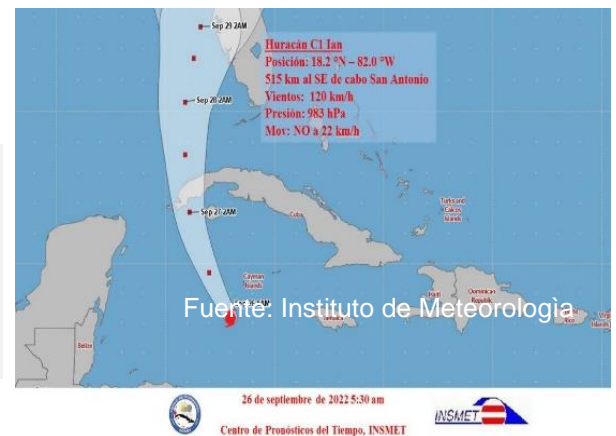 Sep 29 2AM
Huracán C1 Ian
Posición: 18.2 °N – 82.0 °W
515 km al SE de cabo San Antonio
Vientos: 120 km/h
Presión: 983 hPa
Mov: NO a 22 km/h
Sep 28 2AM
Sep 27 2AM
Cuba
Turks and
Caicos
Islands
Cayman
Islands
Haiti
Dominican
Republic
Jamaica
Fuente: Instituto de Meteorologìa
Belize
26 de septiembre de 2022 5:30 am
INSMET
Centro de Pronósticos del Tiempo, INSMET